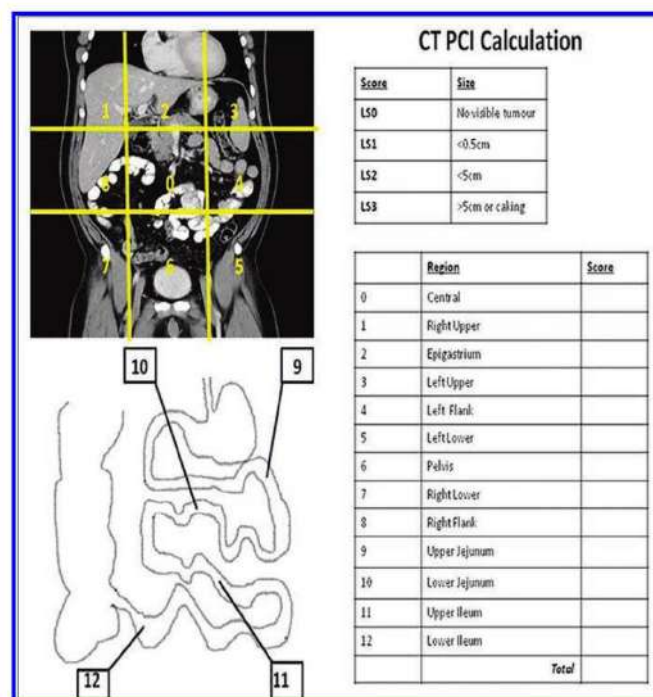 CT PCI Calculation
1 2 3
8 0 4
7 6 5
10 9
12 11
Score Size
LS0 No visible tumour
LS1 <0.5cm
LS2 <5cm
LS3 >5cm or caking
Region Score
0 Central
1 Right Upper
2 Epigastrium
3 Left Upper
4 Left Flank
5 Left Lower
6 Pelvis
7 Right Lower
8 Right Flank
9 Upper Jejunum
10 Lower Jejunum
11 Upper Ileum
12 Lower Ileum
Total